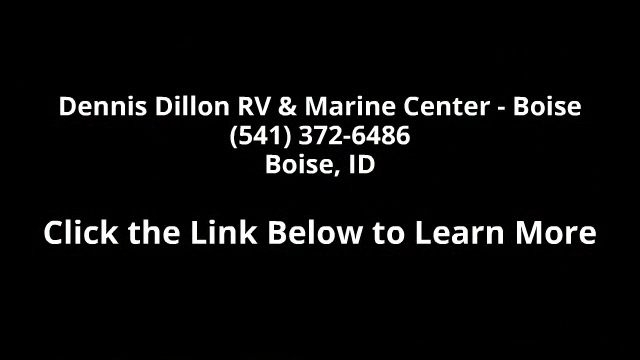 Dennis Dillon RV & Marine Center - Boise
(541) 372-6486
Boise, ID
Click the Link Below to Learn More